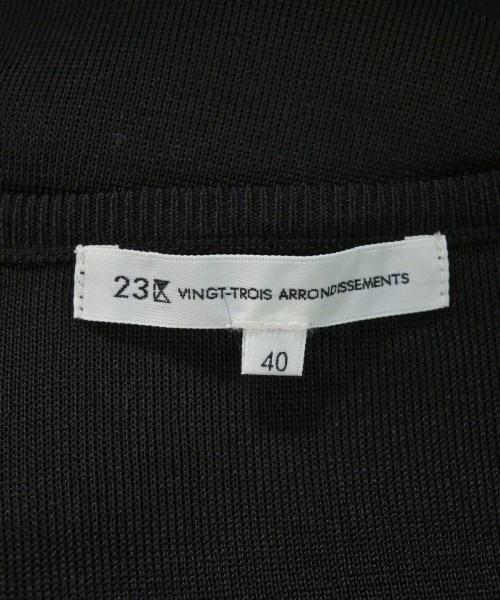 23区 VINGT-TROIS ARRONDISSEMENTS
40